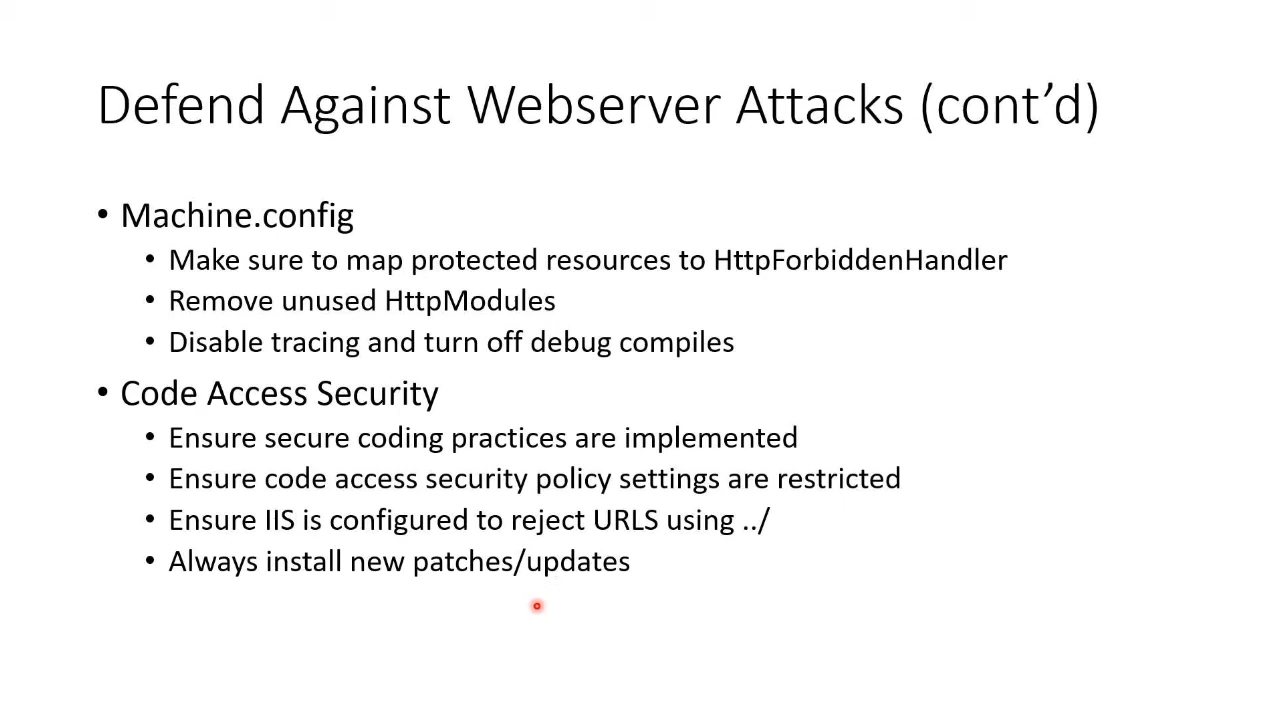 Defend Against Webserver Attacks (cont’d)
• Machine.config
• Make sure to map protected resources to HttpForbiddenHandler
• Remove unused HttpModules
• Disable tracing and turn off debug compiles
• Code Access Security
• Ensure secure coding practices are implemented
• Ensure code access security policy settings are restricted
• Ensure IIS is configured to reject URLS using ../
• Always install new patches/updates